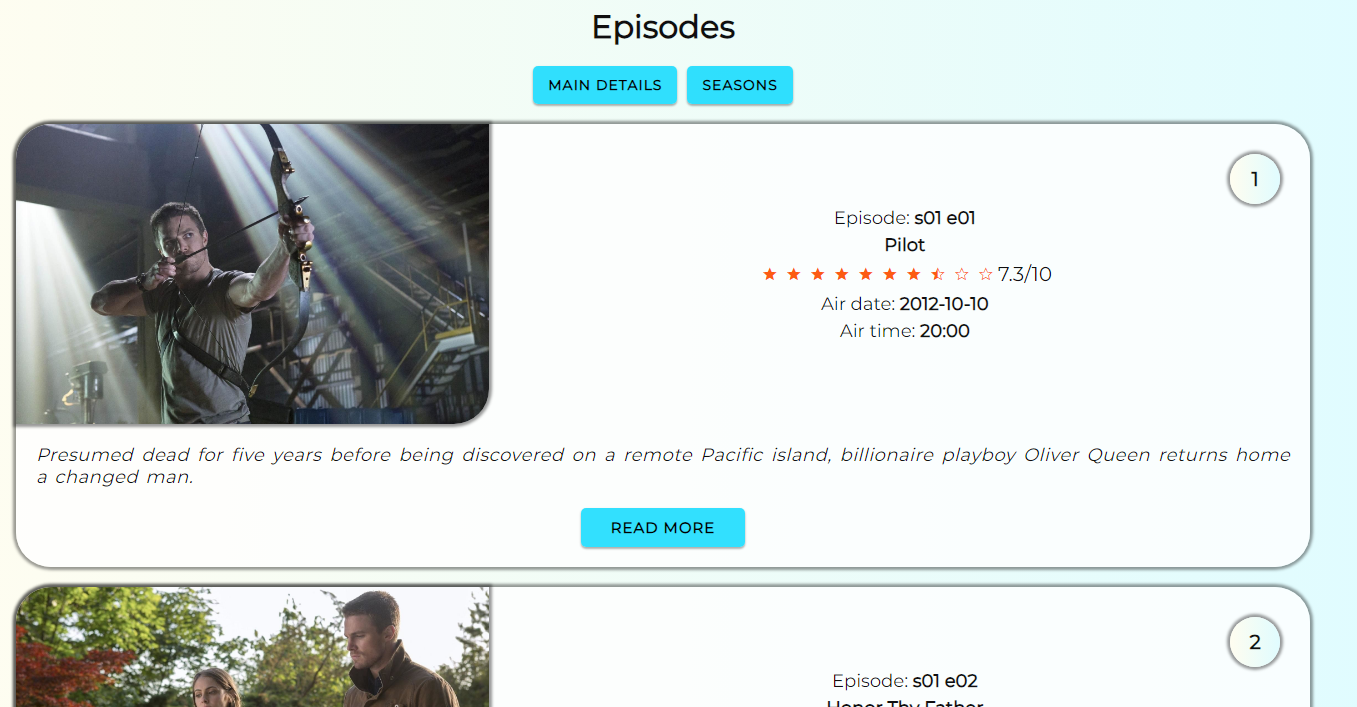 Episodes
MAIN DETAILS SEASONS
1
Episode: s01 e01
Pilot
7.3/10
Air date: 2012-10-10
Air time: 20:00
Presumed dead for five years before being discovered on a remote Pacific island, billionaire playboy Oliver Queen returns home
a changed man.
READ MORE
2
Episode: s01 e02
Honor Thy Father